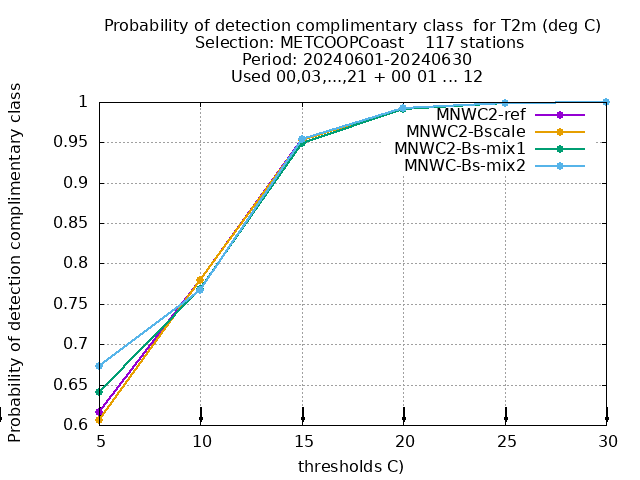 Probability of detection complimentary class  for T2m (deg C)
Selection: METCOOPCoast    117 stations
Period: 20240601-20240630
Used 00,03,...,21 + 00 01 ... 12
Probability of detection complimentary class
1
0.95
0.9
0.85
0.8
0.75
0.7
0.65
0.6
MNWC2-ref
MNWC2-Bscale
MNWC2-Bs-mix1
MNWC-Bs-mix2
5 10 15 20 25 30
thresholds C)